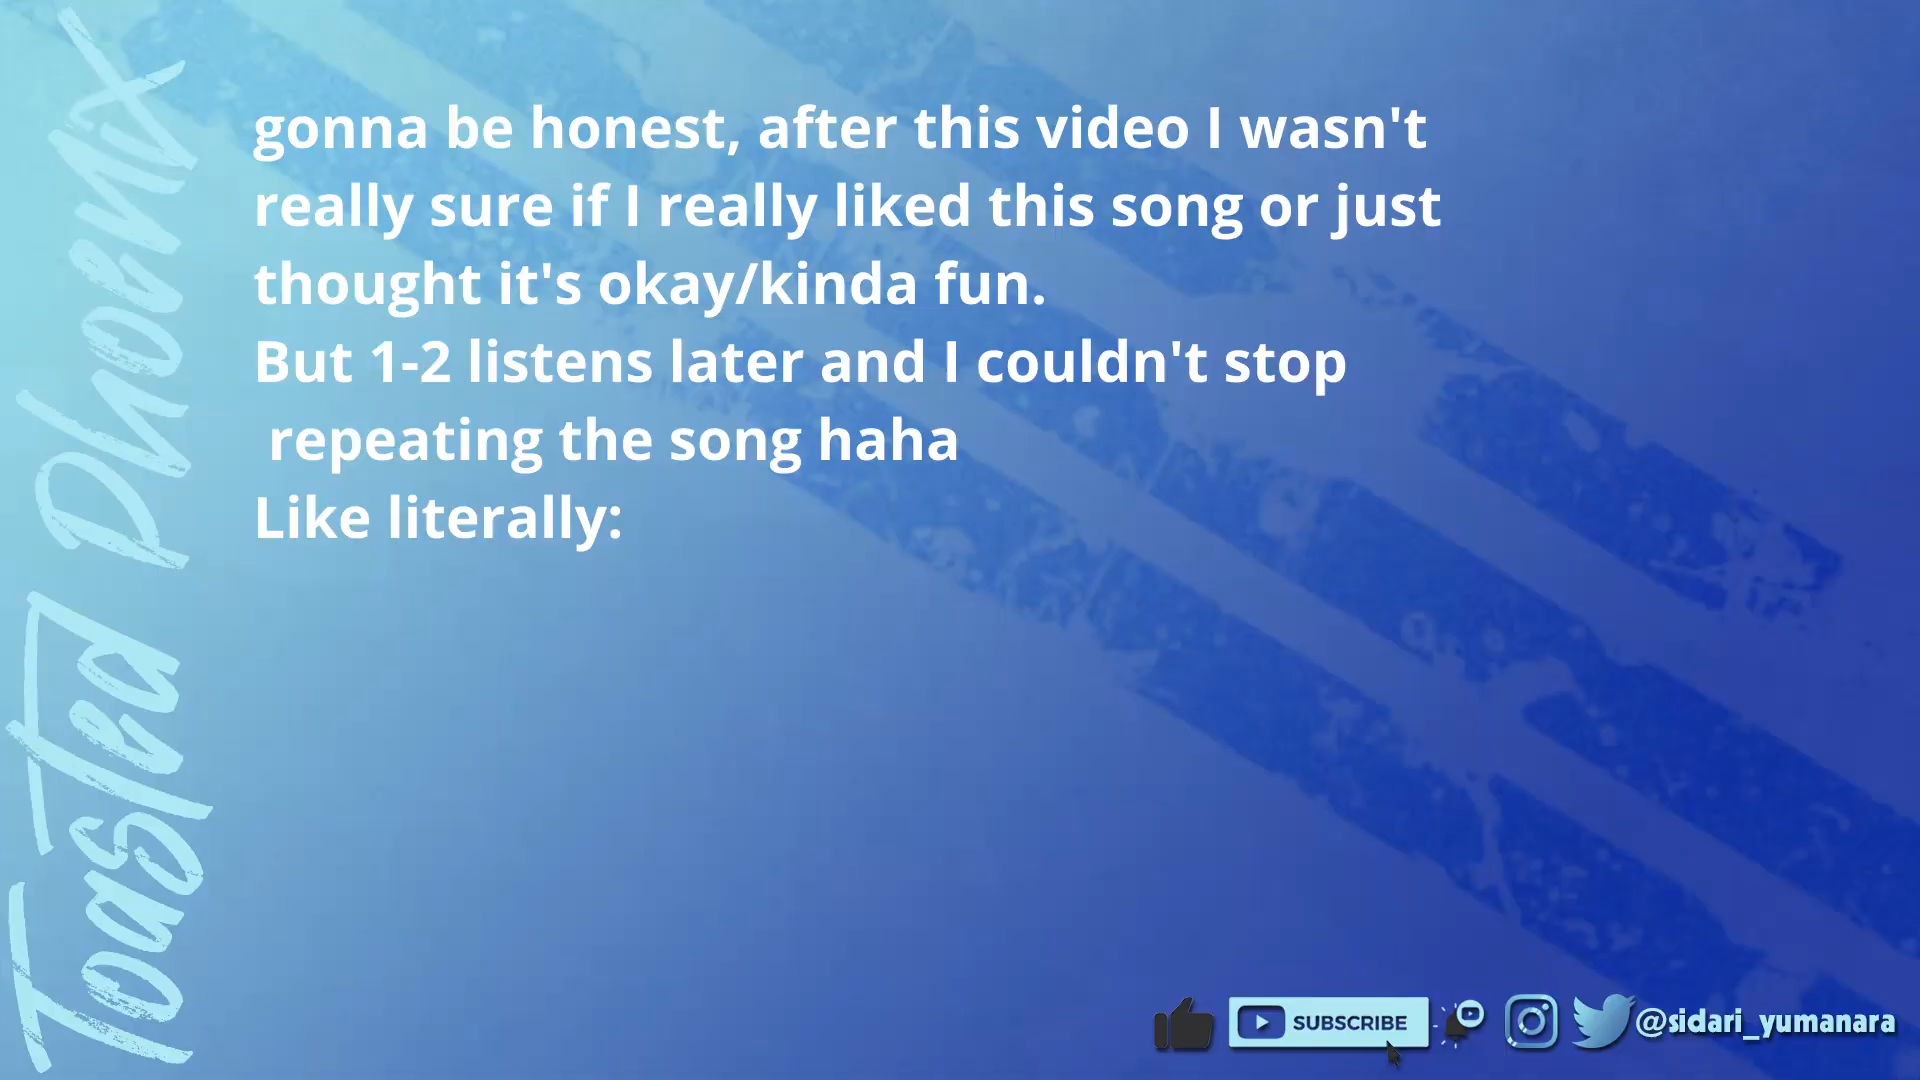 Toasted Phoenix
gonna be honest, after this video I wasn't
really sure if I really liked this song or just
thought it's okay/kinda fun.
But 1-2 listens later and I couldn't stop
repeating the song haha
Like literally:
SUBSCRIBE
@sidari_yumanara